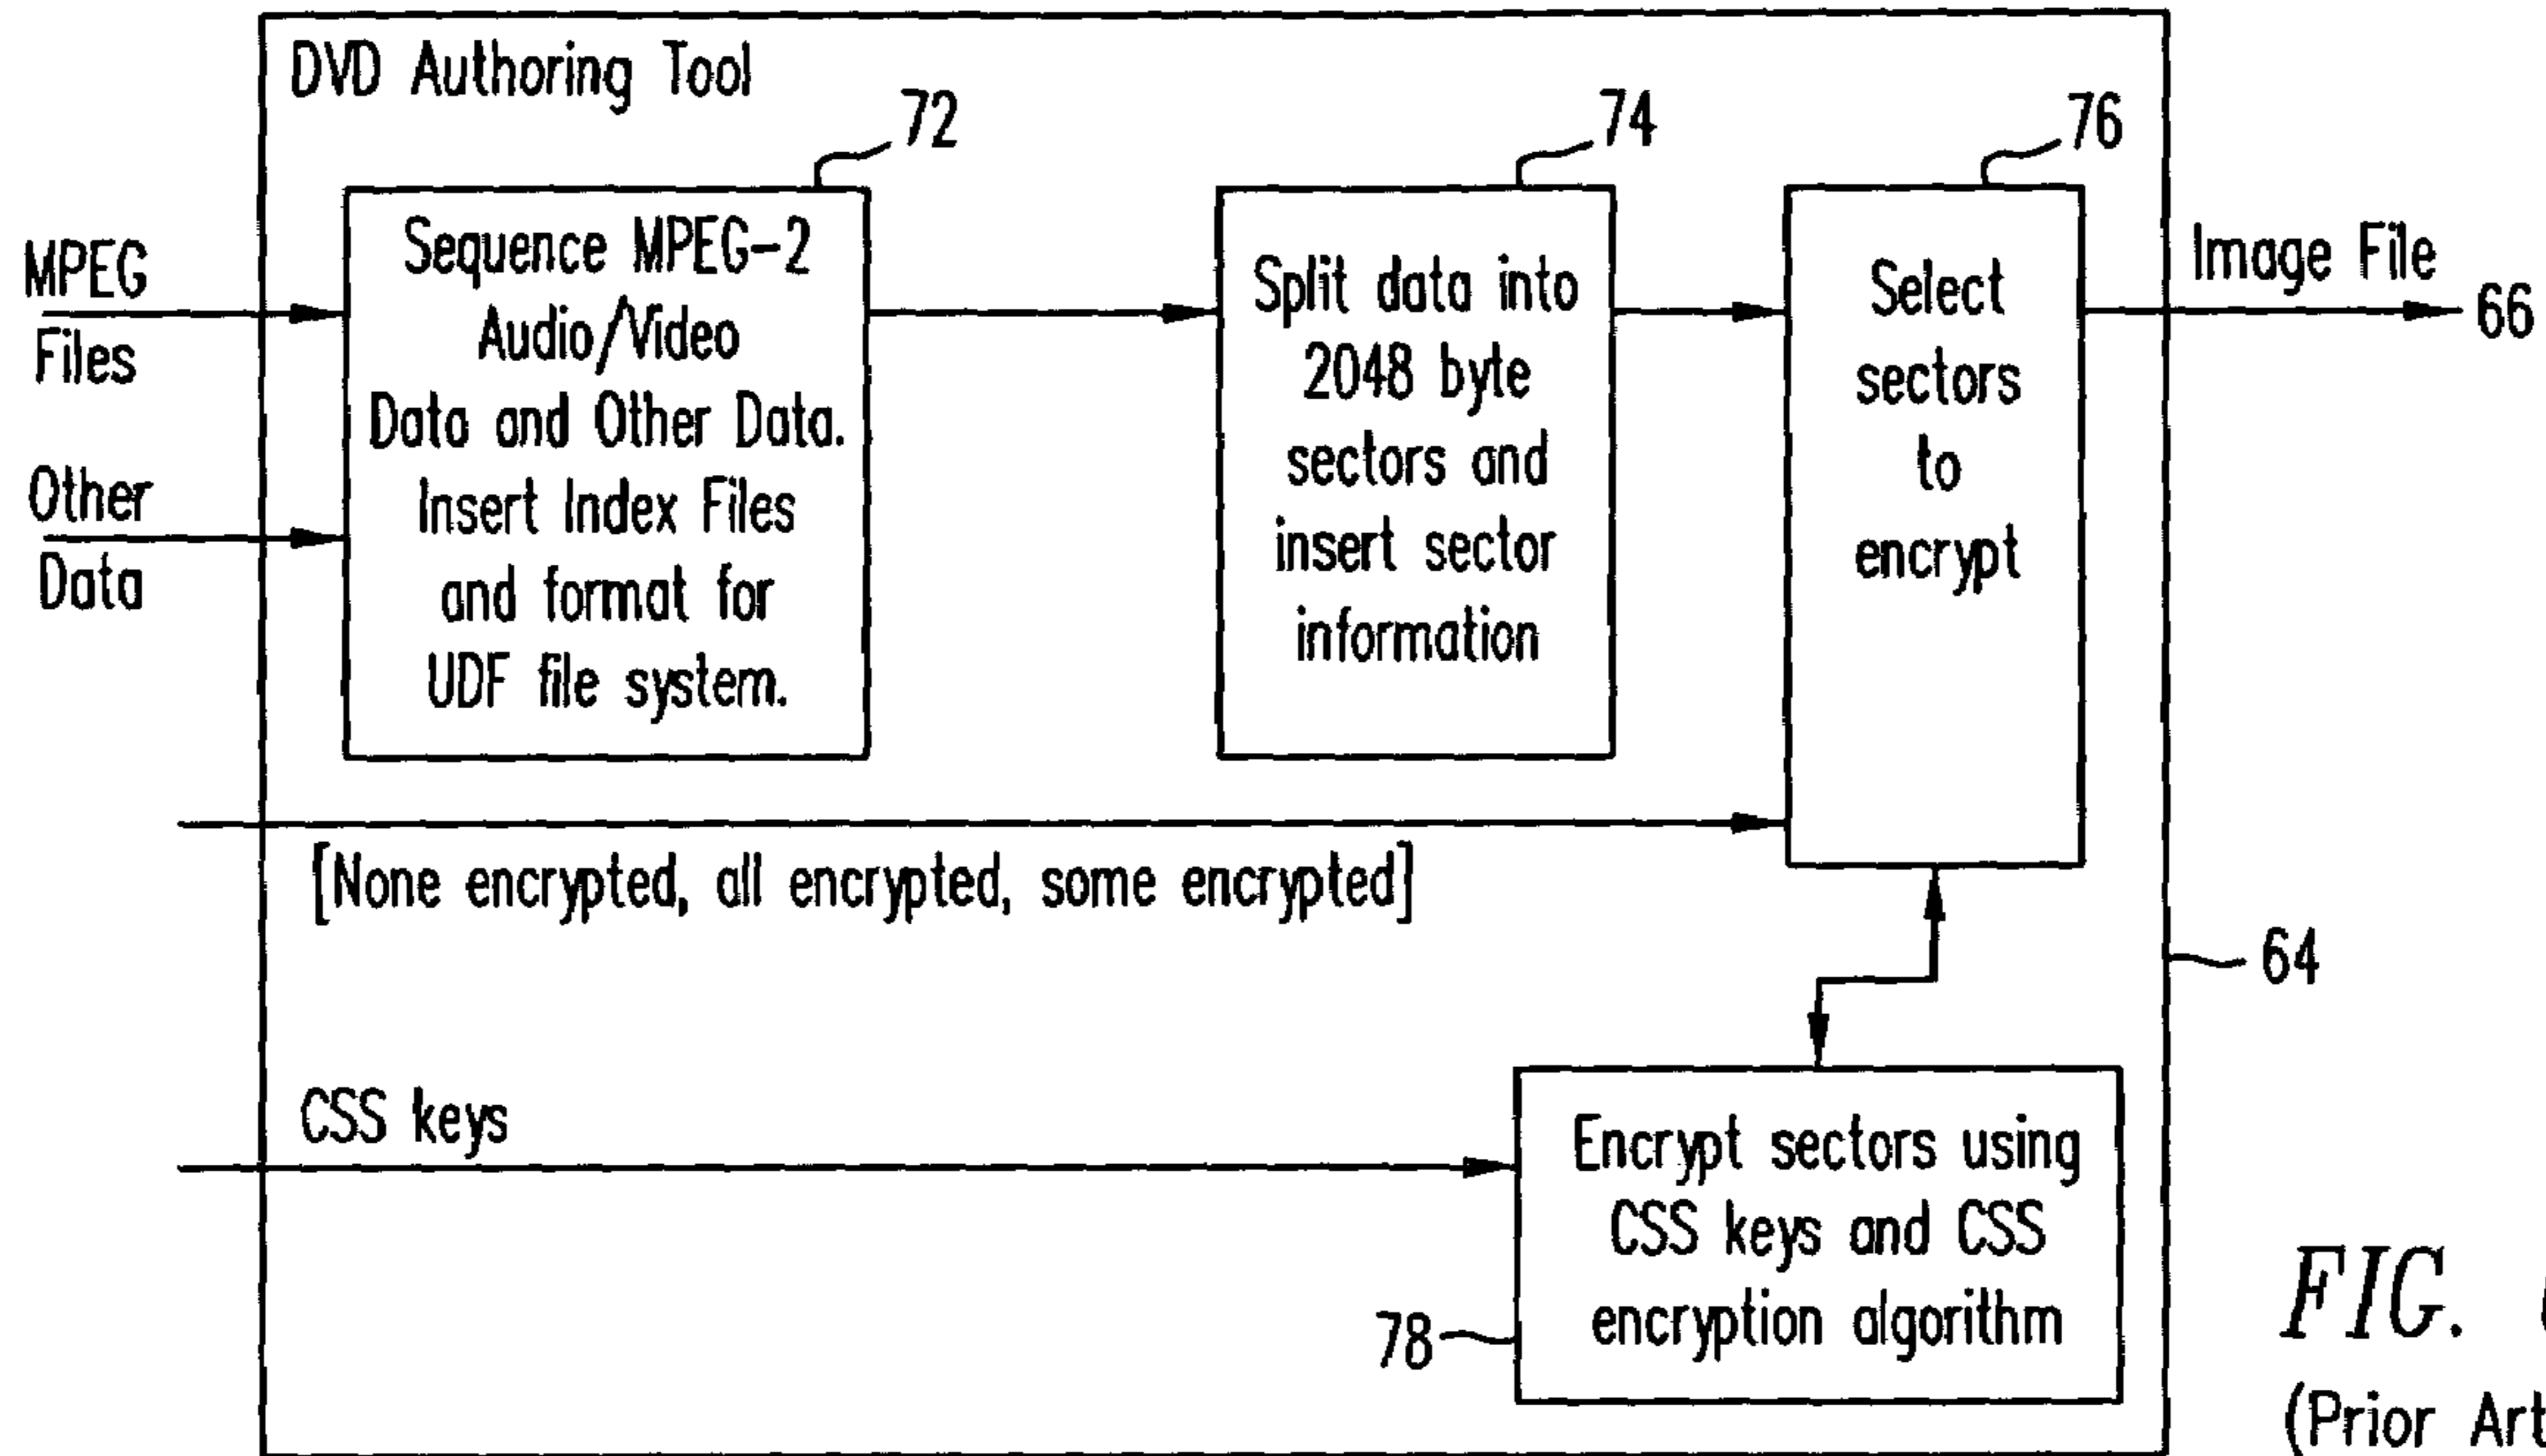 DVD Authoring Tool
72
74
76
MPEG
Files
Other
Data
Sequence MPEG-2
Audio/Video
Data and Other Data.
Insert Index Files
and format for
UDF file system.
Split data into
2048 byte
sectors and
insert sector
information
Select
sectors
to
encrypt
Image File
66
[None encrypted, all encrypted, some encrypted]
64
CSS keys
Encrypt sectors using
CSS keys and CSS
encryption algorithm
78
FIG.
(Prior Art